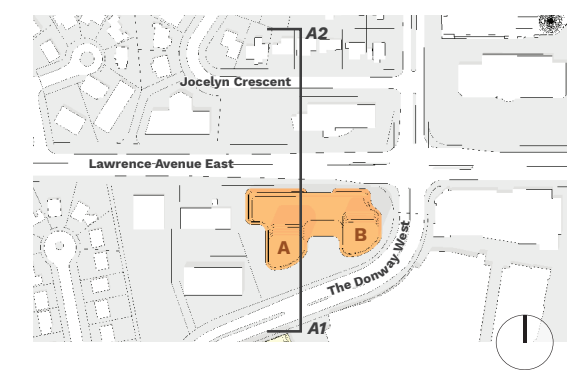 A2
Jocelyn Crescent
Lawrence Avenue East
A
B
The Donway West
A1